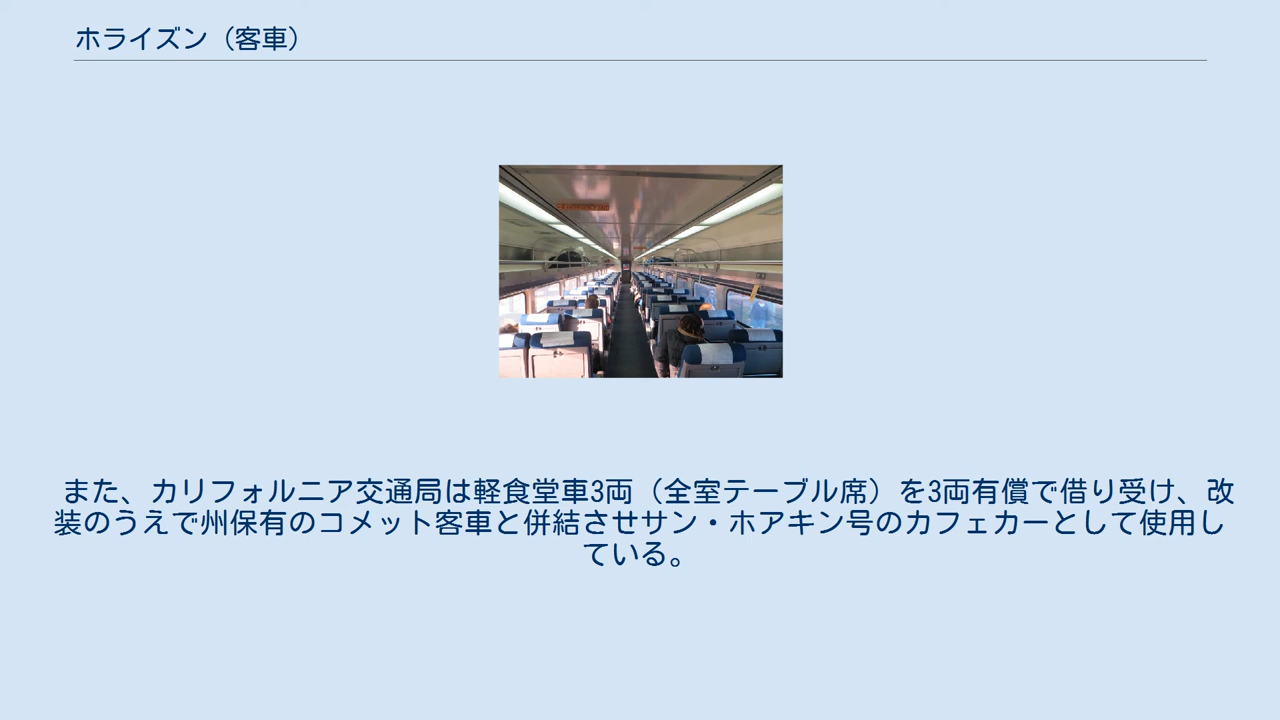 ホライズン（客車）
また、カリフォルニア交通局は軽食堂車3両（全室テーブル席）を3両有償で借り受け、改
装のうえで州保有のコメット客車と併結させサン・ホアキン号のカフェカーとして使用し
ている。